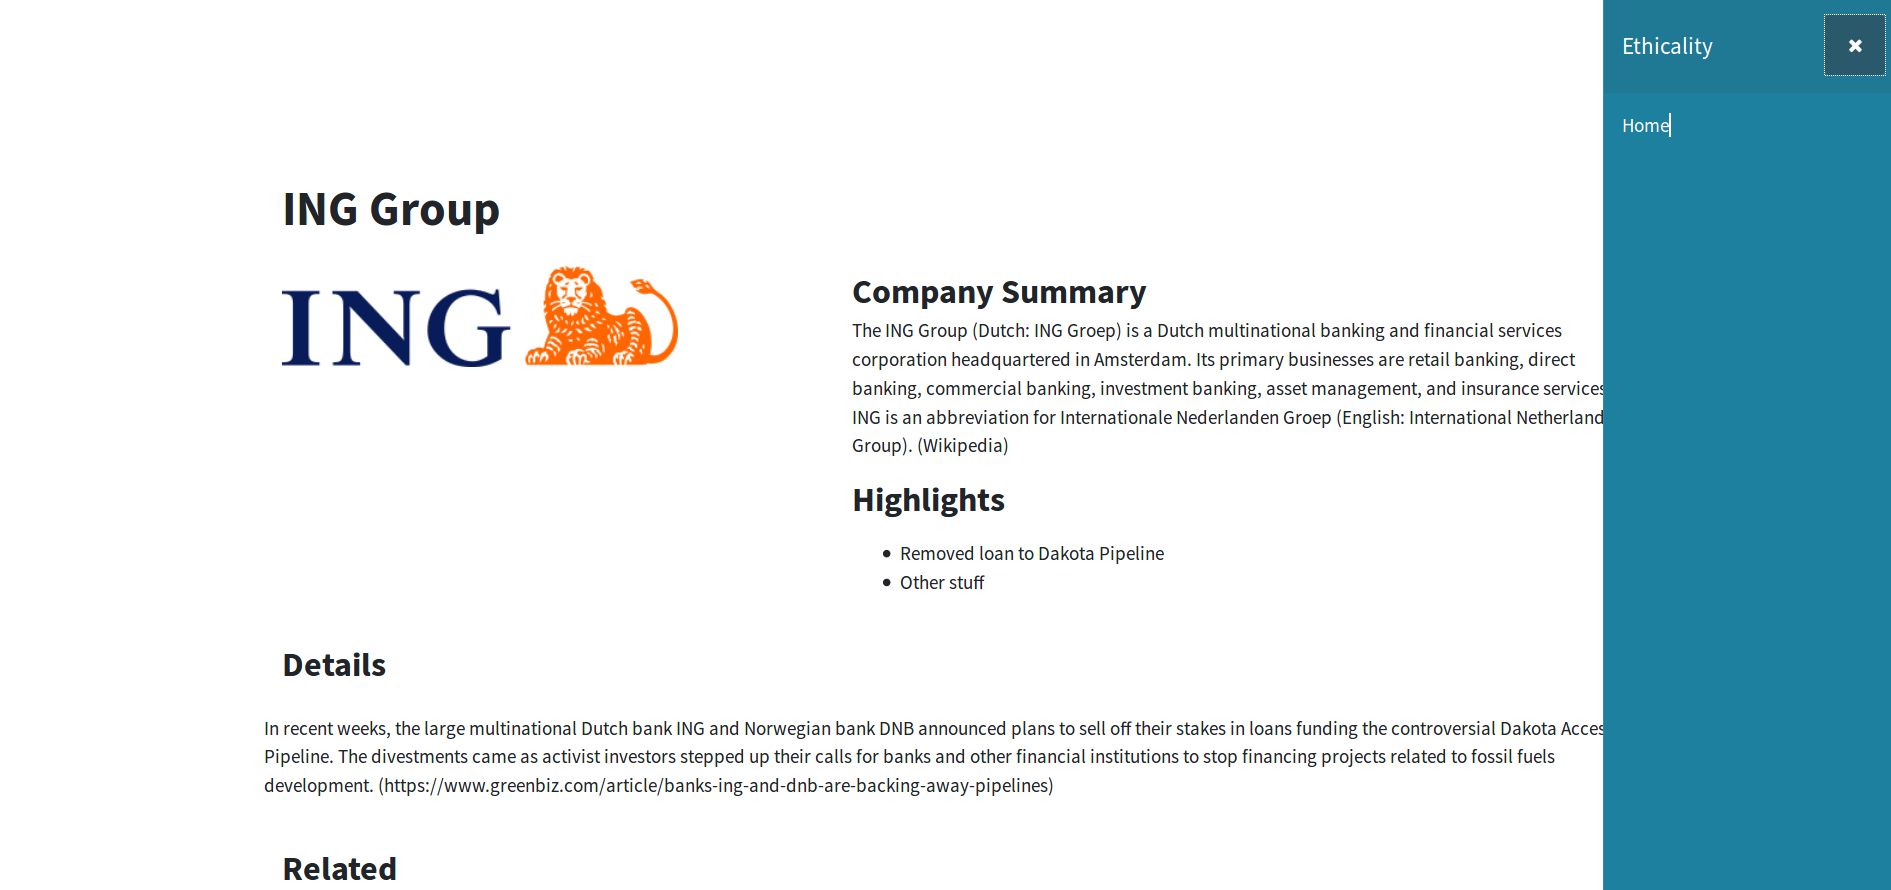 Ethicality
Home
ING Group
ING
Company Summary
The ING Group (Dutch: ING Groep) is a Dutch multinational banking and financial services
corporation headquartered in Amsterdam. Its primary businesses are retail banking, direct
banking, commercial banking, investment banking, asset management, and insurance services
ING is an abbreviation for Internationale Nederlanden Groep (English: International Netherland
Group). (Wikipedia)
Highlights
• Removed loan to Dakota Pipeline
• Other stuff
Details
In recent weeks, the large multinational Dutch bank ING and Norwegian bank DNB announced plans to sell off their stakes in loans funding the controversial Dakota Acces
Pipeline. The divestments came as activist investors stepped up their calls for banks and other financial institutions to stop financing projects related to fossil fuels
development. (https://www.greenbiz.com/article/banks-ing-and-dnb-are-backing-away-pipelines)
Related